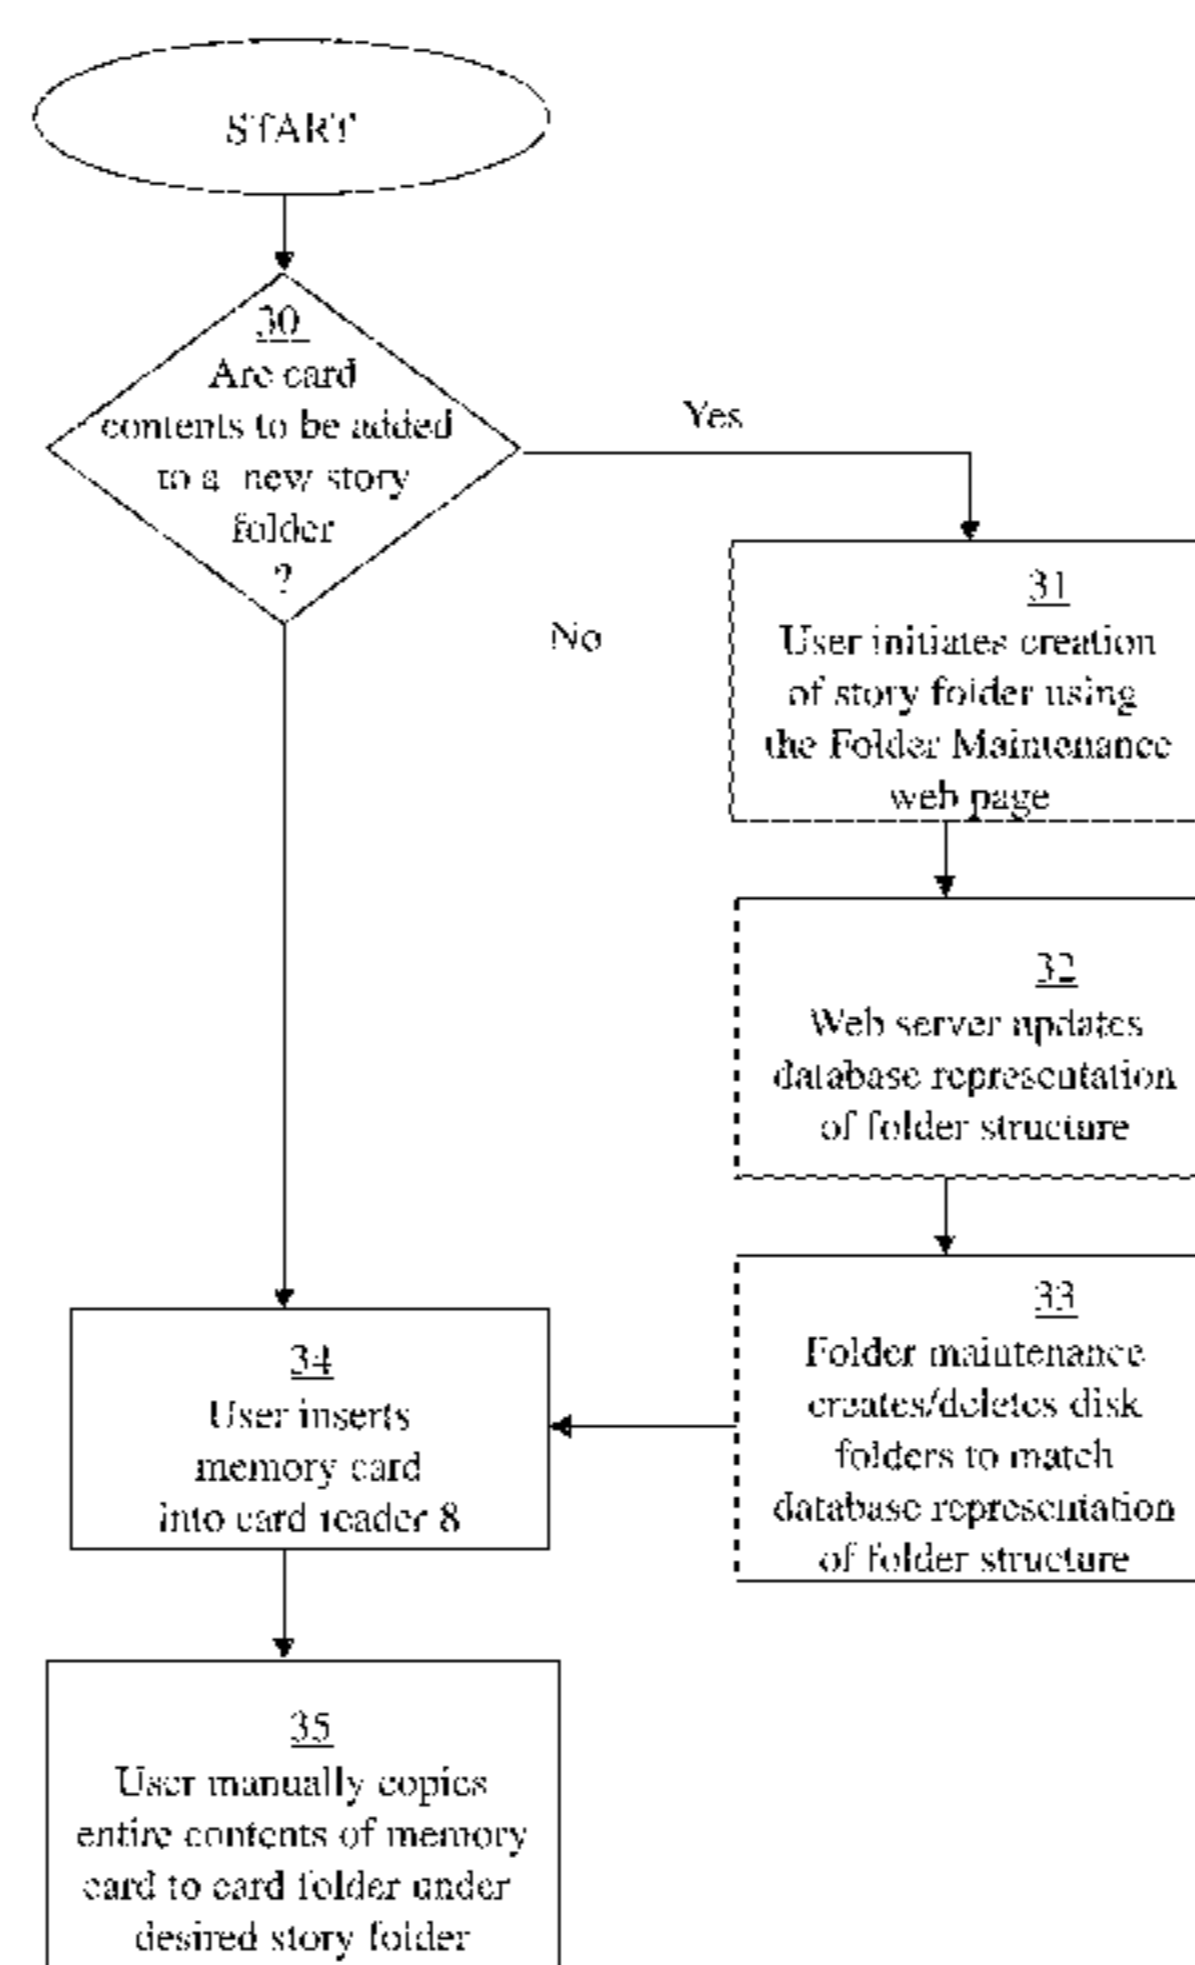 START
30
Are card
contents to be added
to a new story
folder
?
Yes
No
31
User initiates creation
of story folder using
the Folder Maintenance
web page
32
Web server updates
database representation
of folder structure
33
Folder maintenance
creates/deletes disk
folders to match
database representation
of folder structure
34
User inserts
memory card
into card reader 8
35
User manually copies
entire contents of memory
card to card folder under
desired story folder